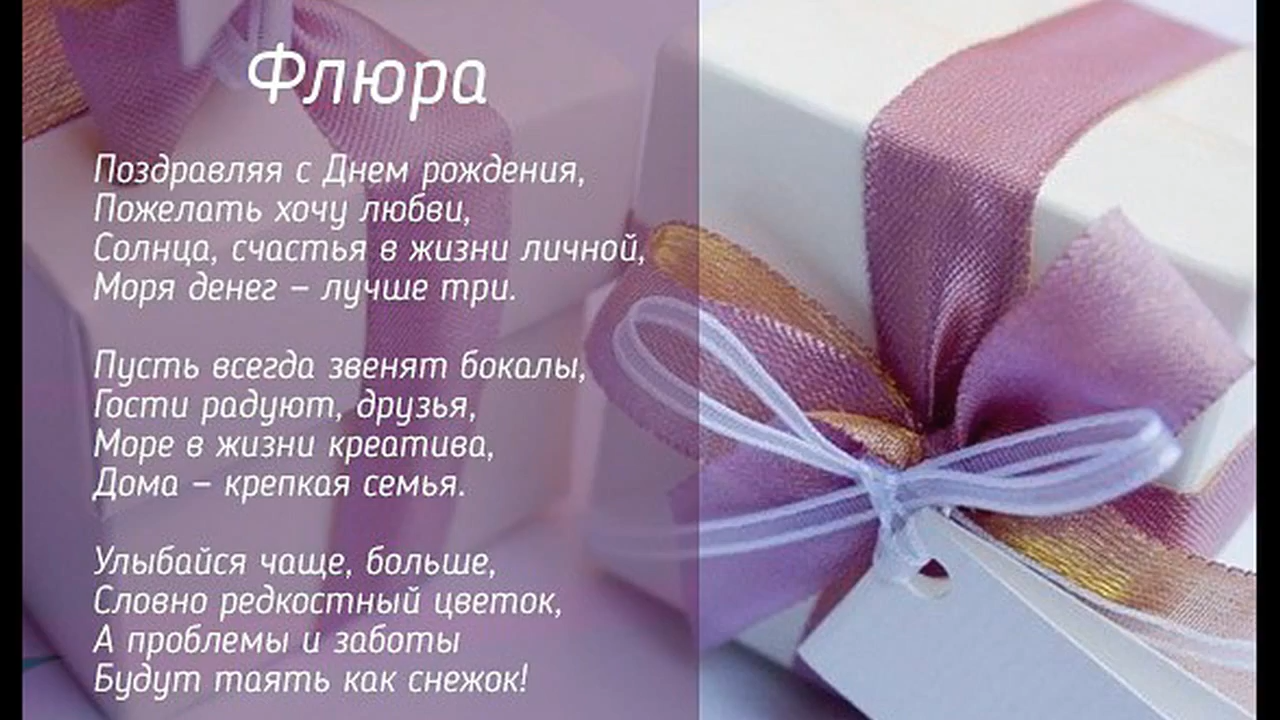 Флюра
Поздравляя с Днем рождения,
Пожелать хочу любви,
Солнца, счастья в жизни личной,
Моря денег – лучше три.
Пусть всегда звенят бокалы,
Гости радуют, друзья,
Море в жизни креатива,
Дома – крепкая семья.
Улыбайся чаще, больше,
Словно редкостный цветок,
А проблемы и заботы
Будут таять как снежок!